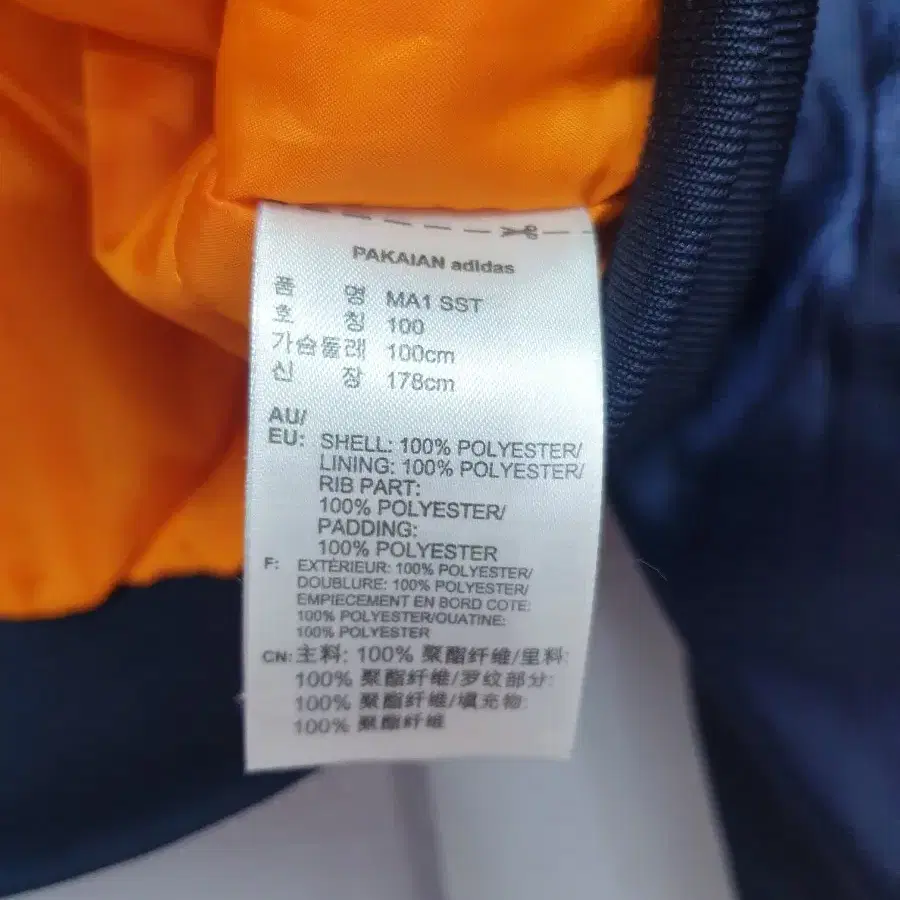 PAKAIAN adidas
품 명 MA1 SST
호 칭 100
가슴둘레 100cm
신 장 178cm
AU/
EU: SHELL: 100% POLYESTER/
LINING: 100% POLYESTER/
RIB PART:
100% POLYESTER/
PADDING:
100% POLYESTER
F: EXTÉRIEUR: 100% POLYESTER/
DOUBLURE: 100% POLYESTER/
EMPIECEMENT EN BORD COTE:
100% POLYESTER/OUATINE:
100% POLYESTER
CN: 主料: 100% 聚酯纤维/里料:
100% 聚酯纤维/罗纹部分:
100% 聚酯纤维/填充物:
100% 聚酯纤维